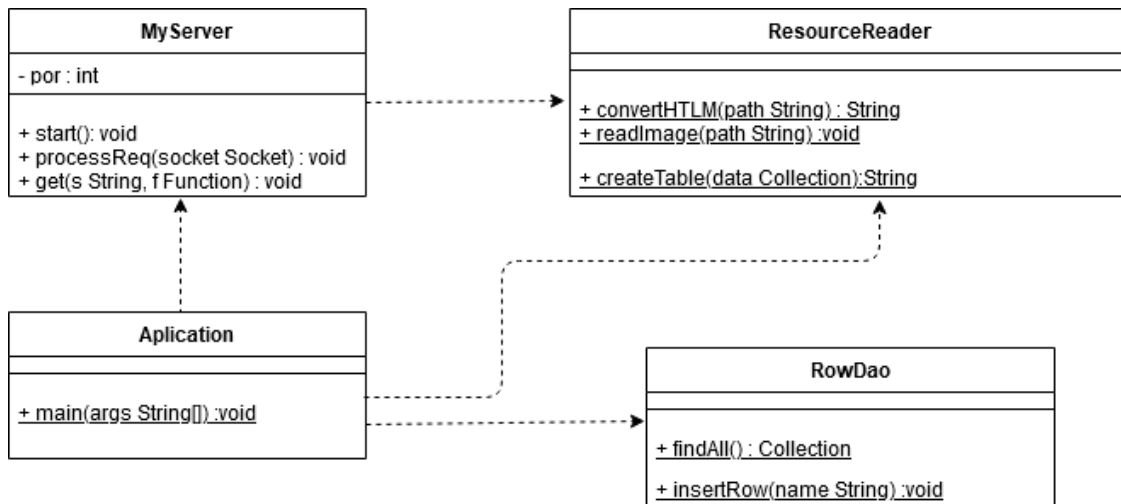 MyServer
- por : int
+ start(): void
+ processReq(socket Socket) : void
+ get(s String, f Function) : void
ResourceReader
+ convertHTLM(path String) : String
+ readImage(path String) :void
+ createTable(data Collection):String
Aplication
+ main(args String[]) :void
RowDao
+ findAll() : Collection
+ insertRow(name String) :void